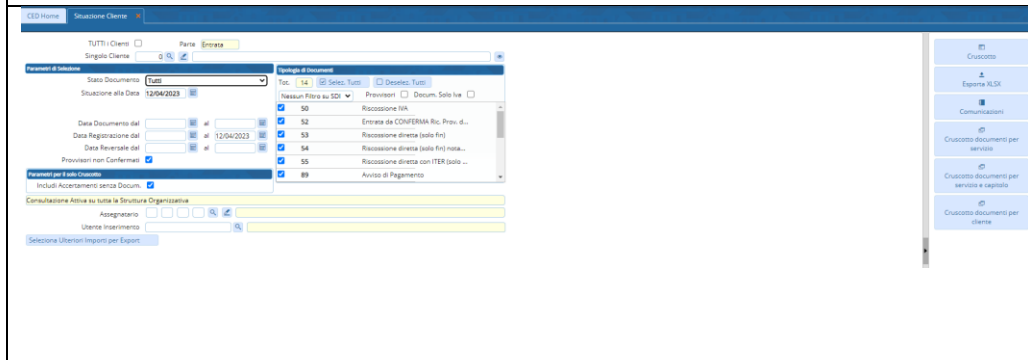 CED Home Situazione Cliente ×
TUTTI i Clienti Parte Entrata
Singolo Cliente 0
Parametri di Selezione
Stato Documento Tutti
Situazione alla Data 12/04/2023
Data Documento dal al
Data Registrazione dal al 12/04/2023
Data Reversale dal al
Provvisori non Confermati
Parametri per il solo Cruscotto
Includi Accertamenti senza Docum.
Tipologia di Documenti
Tot. 14 Selez. Tutti Deselez. Tutti
Nessun Filtro su SDI Provvisori Docum. Solo Iva
50 Riscossione IVA
52 Entrata da CONFERMA Ric. Prov. d...
53 Riscossione diretta (solo fin)
54 Riscossione diretta (solo fin) nota...
55 Riscossione diretta con ITER (solo ...
89 Avviso di Pagamento
Consultazione Attiva su tutta la Struttura Organizzativa
Assegnatario
Utente Inserimento
Seleziona Ulteriori Importi per Export
Cruscotto
Esporta XLSX
Comunicazioni
Cruscotto documenti per
servizio
Cruscotto documenti per
servizio e capitolo
Cruscotto documenti per
cliente